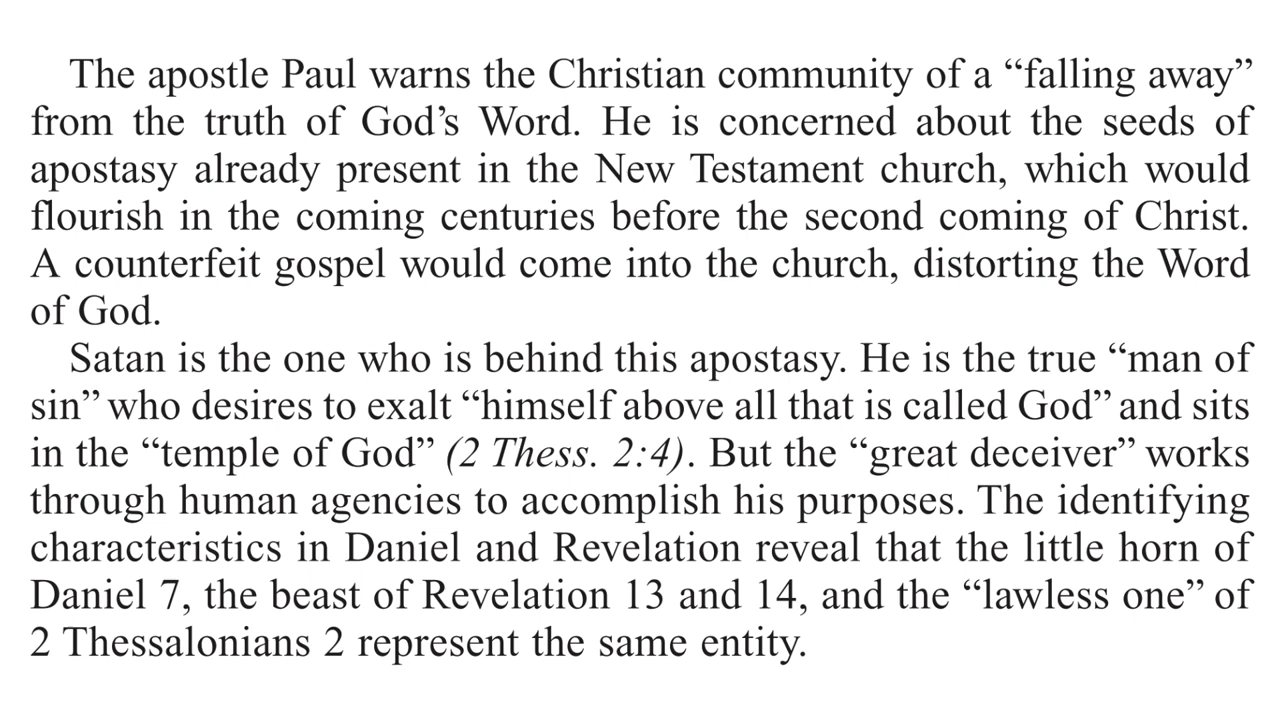 The apostle Paul warns the Christian community of a “falling away”
from the truth of God’s Word. He is concerned about the seeds of
apostasy already present in the New Testament church, which would
flourish in the coming centuries before the second coming of Christ.
A counterfeit gospel would come into the church, distorting the Word
of God.
Satan is the one who is behind this apostasy. He is the true “man of
sin” who desires to exalt “himself above all that is called God” and sits
in the “temple of God” (2 Thess. 2:4). But the “great deceiver” works
through human agencies to accomplish his purposes. The identifying
characteristics in Daniel and Revelation reveal that the little horn of
Daniel 7, the beast of Revelation 13 and 14, and the “lawless one” of
2 Thessalonians 2 represent the same entity.